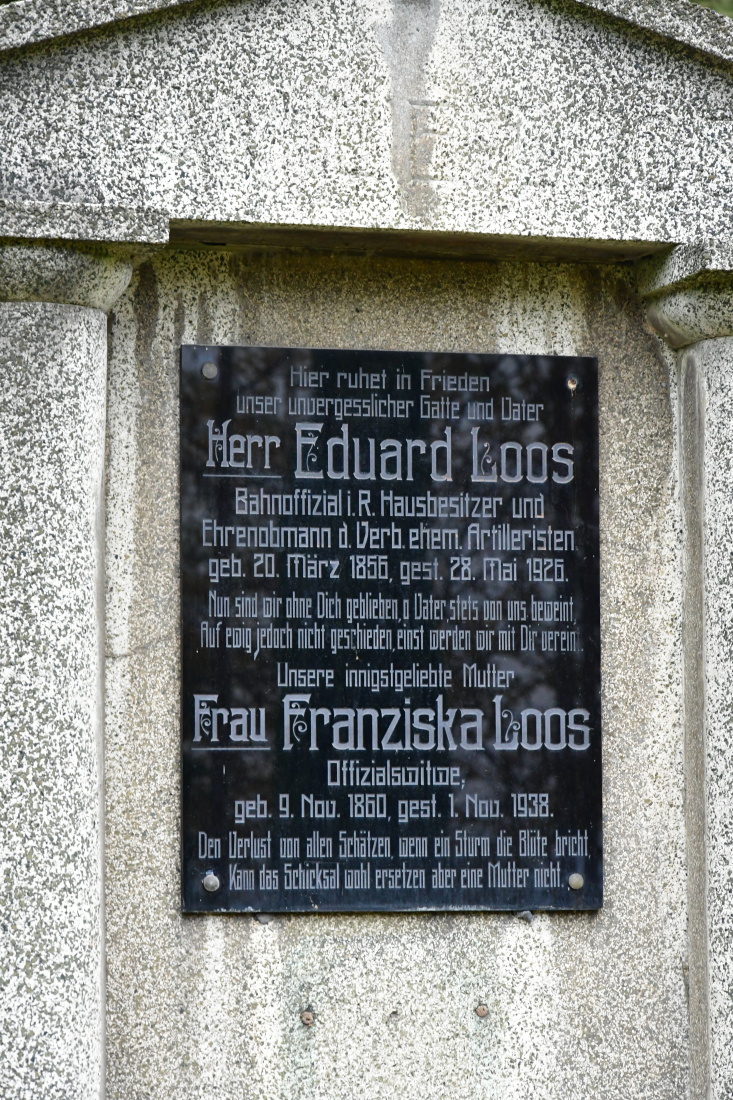 Hier ruhet in Frieden
unser unvergesslicher Gatte und Vater
Herr Eduard Loos
Bahnoffizial i. R. Hausbesitzer und
Ehrenobmann d. Verb. ehem. Artilleristen
geb. 20. März 1856, gest. 28. Mai 1926.
Nun sind wir ohne Dich geblieben, o Vater, stets von uns beweint,
Auf ewig jedoch nicht geschieden, einst werden wir mit Dir verein
Unsere innigstgeliebte Mutter
Frau Franziska Loos
Offizialswitwe,
geb. 9. Nov. 1860, gest. 1. Nov. 1938.
Den Verlust von allen Schätzen, wenn ein Sturm die Blüte bricht,
Kann das Schicksal wohl ersetzen aber eine Mutter nicht.